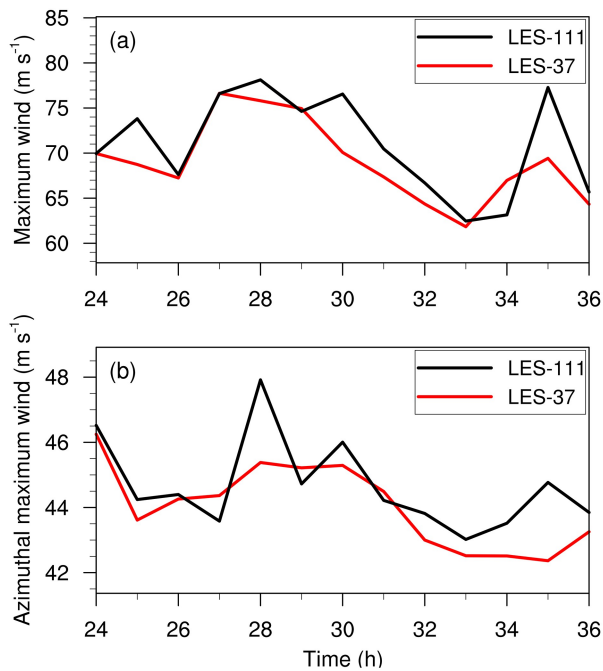 85
80
75
70
65
60
Maximum wind (m s⁻¹)
(a)
LES-111
LES-37
24 26 28 30 32 34 36
48
46
44
42
Azimuthal maximum wind (m s⁻¹)
(b)
LES-111
LES-37
24 26 28 30 32 34 36
Time (h)